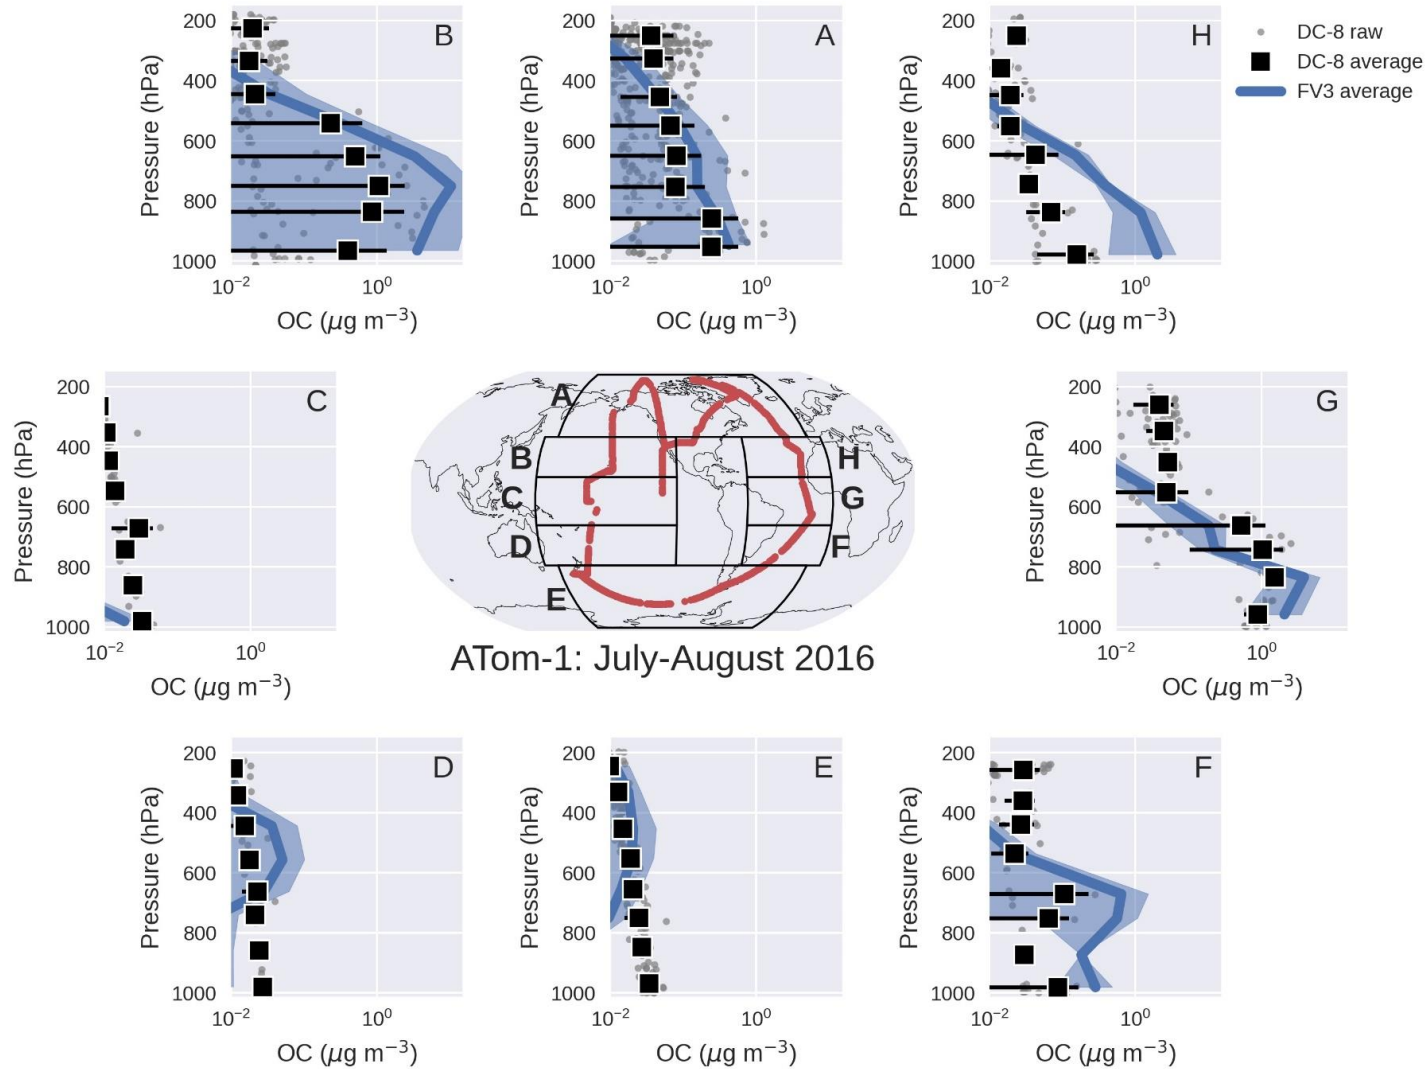 B
200
400
600
800
1000
Pressure (hPa)
10⁻²
10⁰
OC (μg m⁻³)
A
200
400
600
800
1000
Pressure (hPa)
10⁻²
10⁰
OC (μg m⁻³)
H
200
400
600
800
1000
Pressure (hPa)
10⁻²
10⁰
OC (μg m⁻³)
DC-8 raw
DC-8 average
FV3 average
C
200
400
600
800
1000
Pressure (hPa)
10⁻²
10⁰
OC (μg m⁻³)
A
B
H
C
G
D
F
E
ATom-1: July-August 2016
G
200
400
600
800
1000
Pressure (hPa)
10⁻²
10⁰
OC (μg m⁻³)
D
200
400
600
800
1000
Pressure (hPa)
10⁻²
10⁰
OC (μg m⁻³)
E
200
400
600
800
1000
Pressure (hPa)
10⁻²
10⁰
OC (μg m⁻³)
F
200
400
600
800
1000
Pressure (hPa)
10⁻²
10⁰
OC (μg m⁻³)